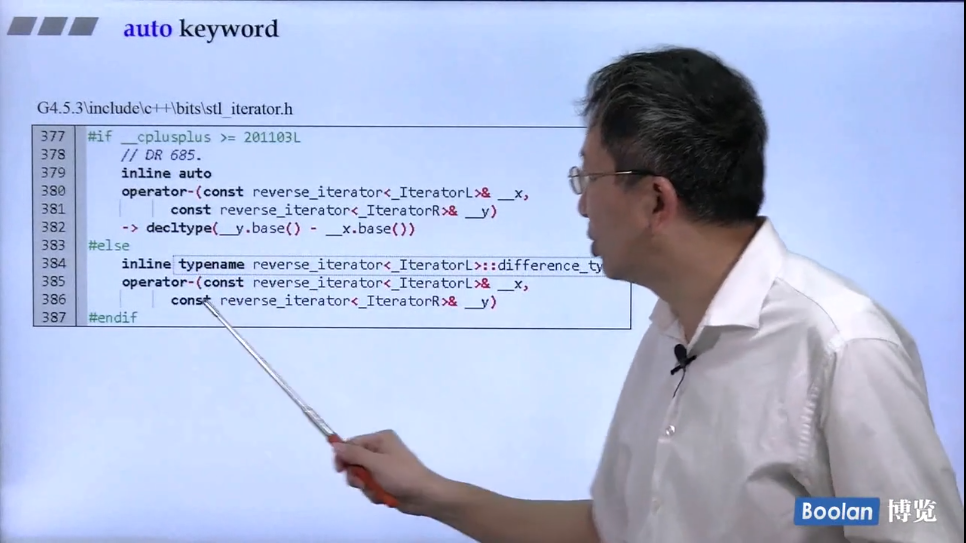 auto keyword
G4.5.3\include\c++\bits\stl_iterator.h
377 #if __cplusplus >= 201103L
378 // DR 685.
379 inline auto
380 operator-(const reverse_iterator<_IteratorL>& __x,
381 const reverse_iterator<_IteratorR>& __y)
382 -> decltype(__y.base() - __x.base())
383 #else
384 inline typename reverse_iterator<_IteratorL>::difference_ty
385 operator-(const reverse_iterator<_IteratorL>& __x,
386 const reverse_iterator<_IteratorR>& __y)
387 #endif
Boolan 博览